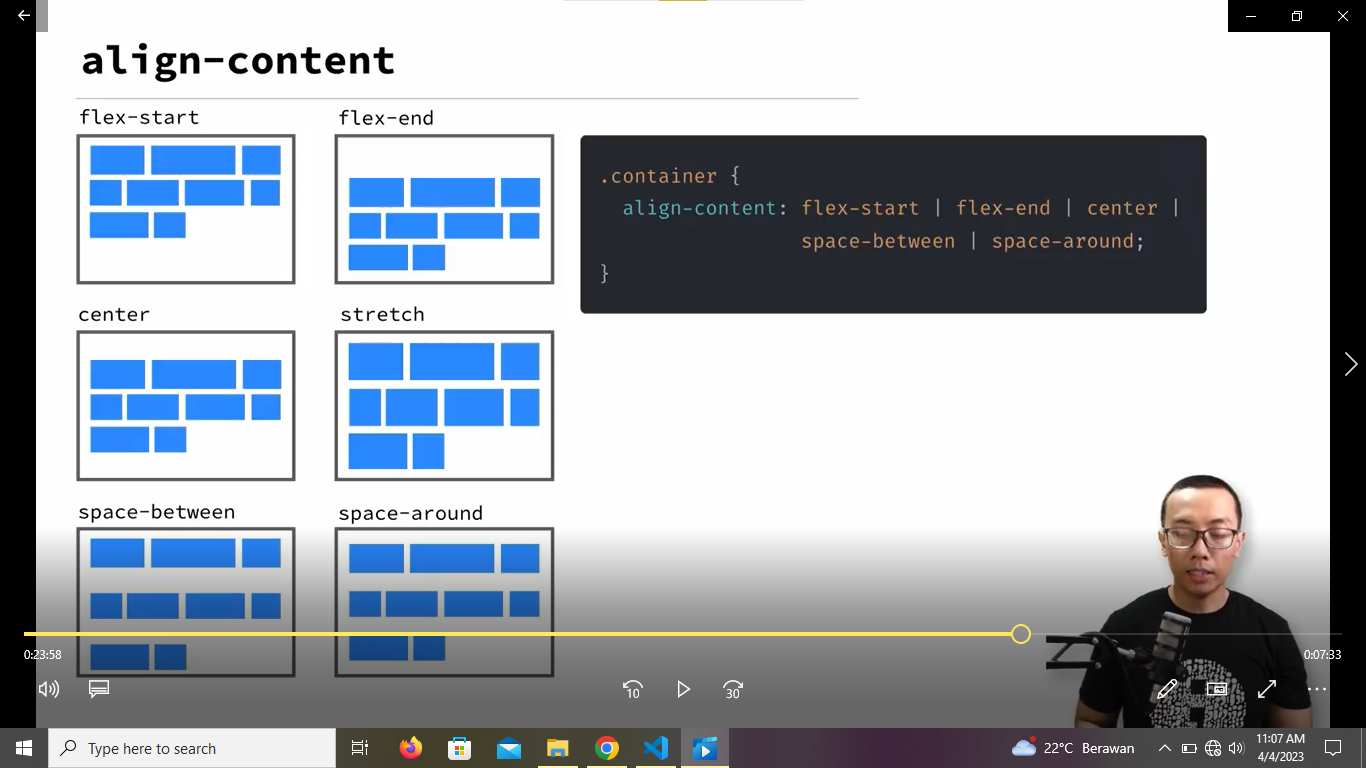 align-content
flex-start
flex-end
.container {
align-content: flex-start | flex-end | center |
space-between | space-around;
}
center
stretch
space-between
space-around
0:23:58
0:07:33
10
30
Type here to search
22°C Berawan
11:07 AM
4/4/2023